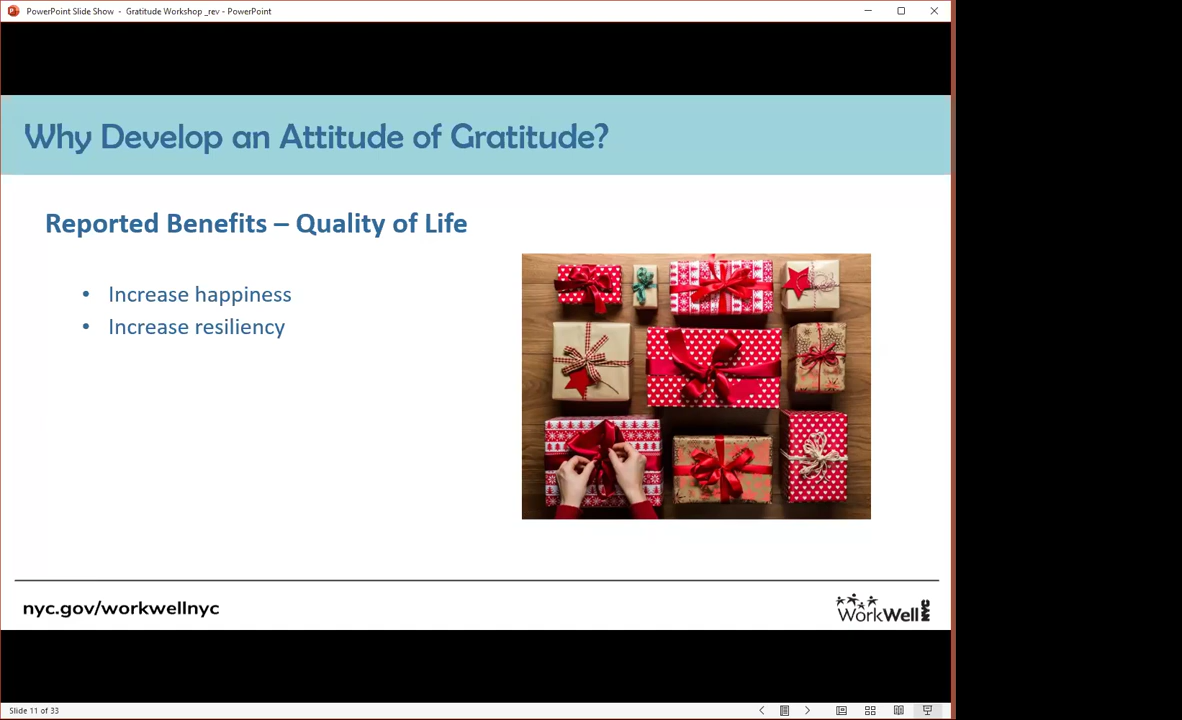 PowerPoint Slide Show - Gratitude Workshop _rev - PowerPoint
Why Develop an Attitude of Gratitude?
Reported Benefits – Quality of Life
• Increase happiness
• Increase resiliency
nyc.gov/workwellnyc
WorkWell NYC
Slide 11 of 33